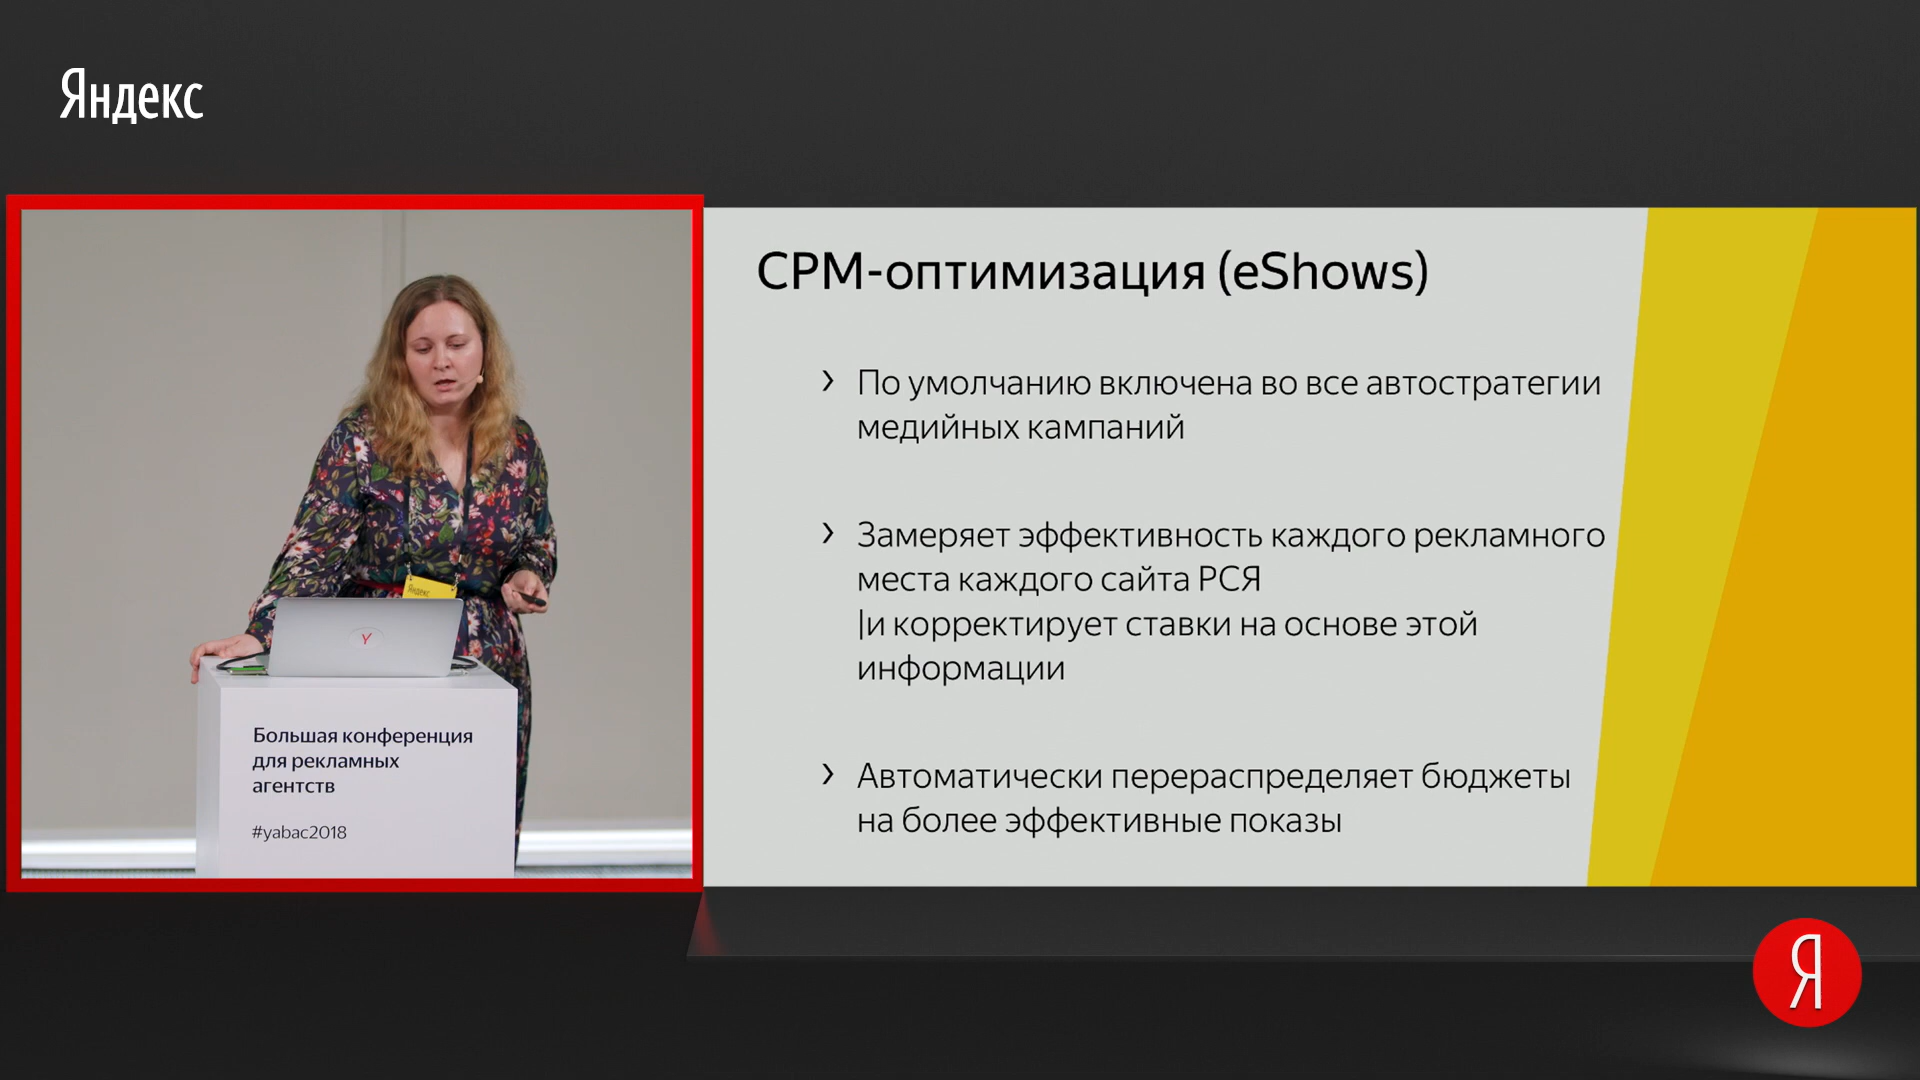 Яндекс
CPM-оптимизация (eShows)
› По умолчанию включена во все автостратегии
медийных кампаний
› Замеряет эффективность каждого рекламного
места каждого сайта РСЯ
|и корректирует ставки на основе этой
информации
› Автоматически перераспределяет бюджеты
на более эффективные показы
Яндекс
Y
Большая конференция
для рекламных
агентств
#yabac2018
Я